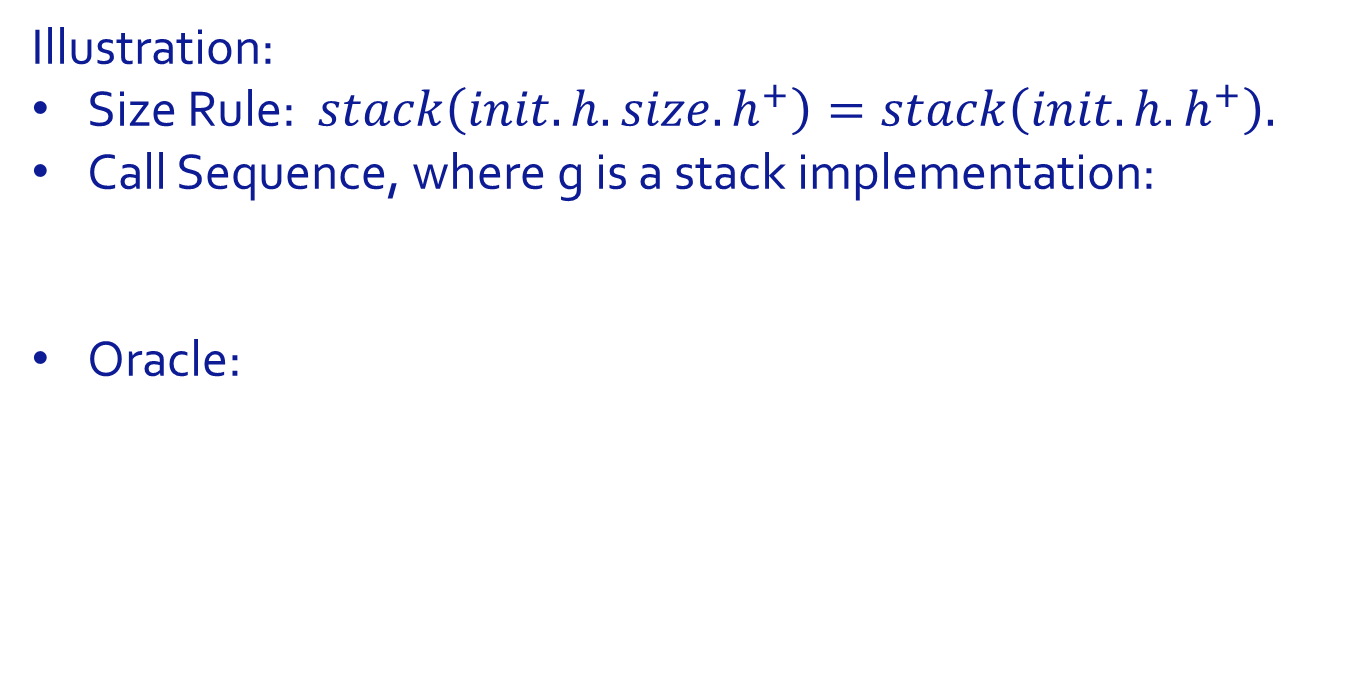 Illustration:
• Size Rule: stack(init.h.size.h⁺) = stack(init.h.h⁺).
• Call Sequence, where g is a stack implementation:
• Oracle: